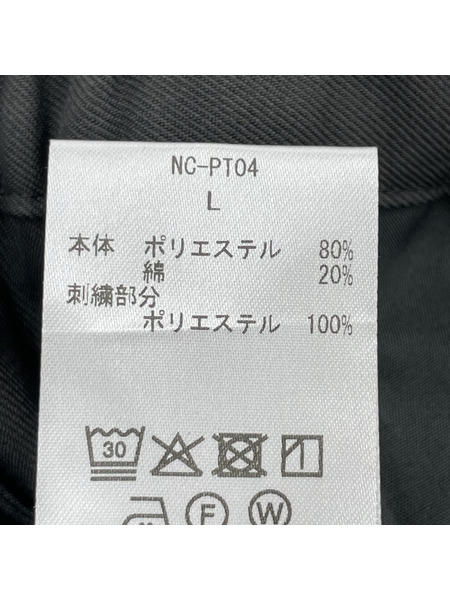 NC-PT04
L
本体 ポリエステル 80%
綿 20%
刺繍部分
ポリエステル 100%
30
F W